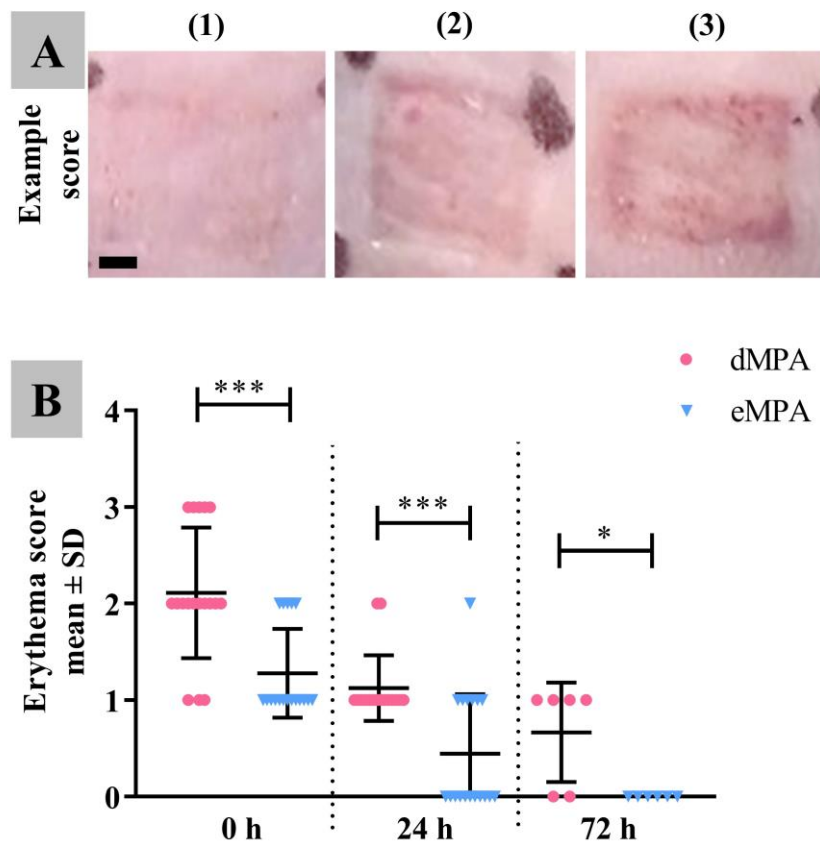 A
(1) (2) (3)
Example
score
B
dMPA
eMPA
***
***
*
4
3
2
1
0
Erythema score
mean ± SD
0 h 24 h 72 h